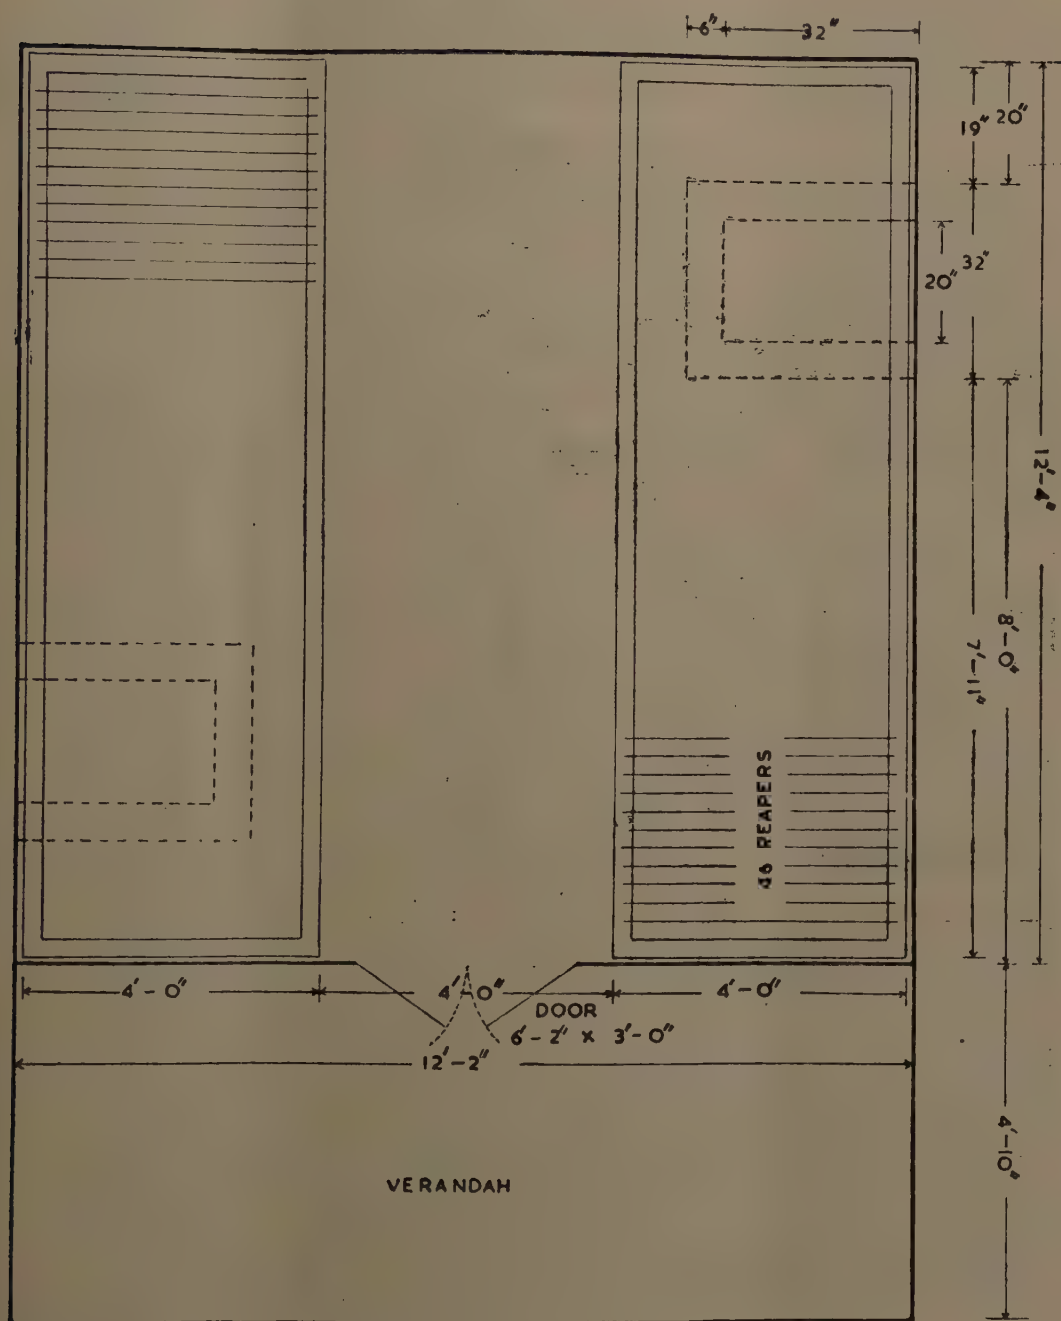 6" 32"
19" 20"
20" 32"
12'-4"
8'-0"
7'-11"
46 REAPERS
4'-0" 4'-0" 4'-0"
DOOR
6'-2" x 3'-0"
12'-2"
4'-10"
VERANDAH